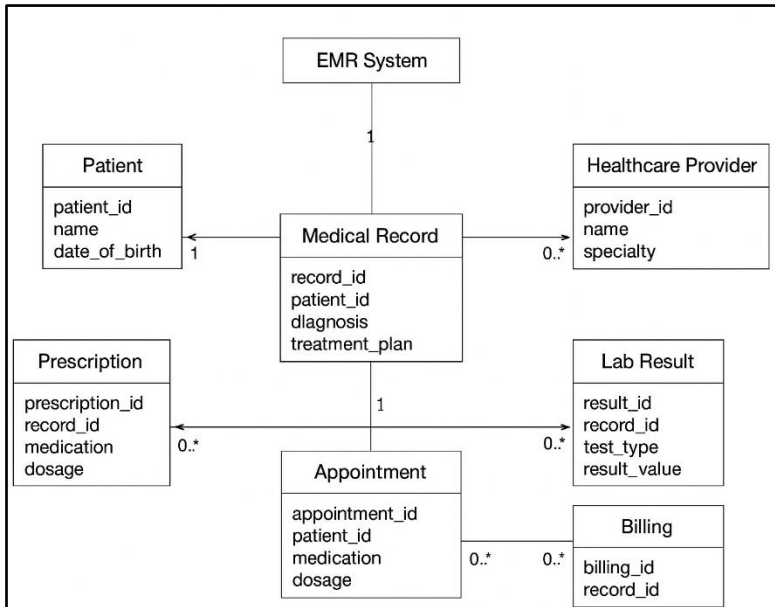 EMR System
1
Patient
patient_id
name
date_of_birth
1
Medical Record
record_id
patient_id
dlagnosis
treatment_plan
Healthcare Provider
provider_id
name
specialty
0..*
Prescription
prescription_id
record_id
medication
dosage
0..*
1
Lab Result
result_id
record_id
test_type
result_value
0..*
Appointment
appointment_id
patient_id
medication
dosage
0..*
0..*
Billing
billing_id
record_id